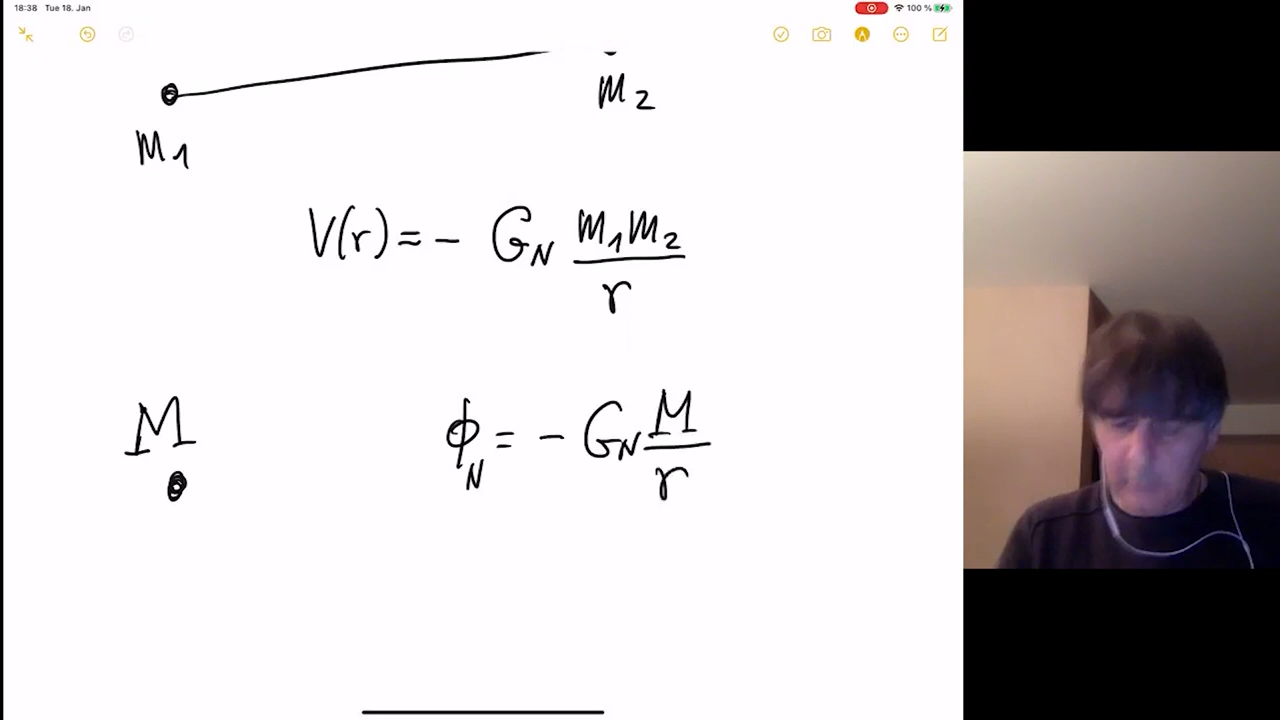 18:38 Tue 18. Jan 100 %
m₂
m₁
V(r) = - G_N m₁m₂/r
M ϕ_N = - G_N M/r